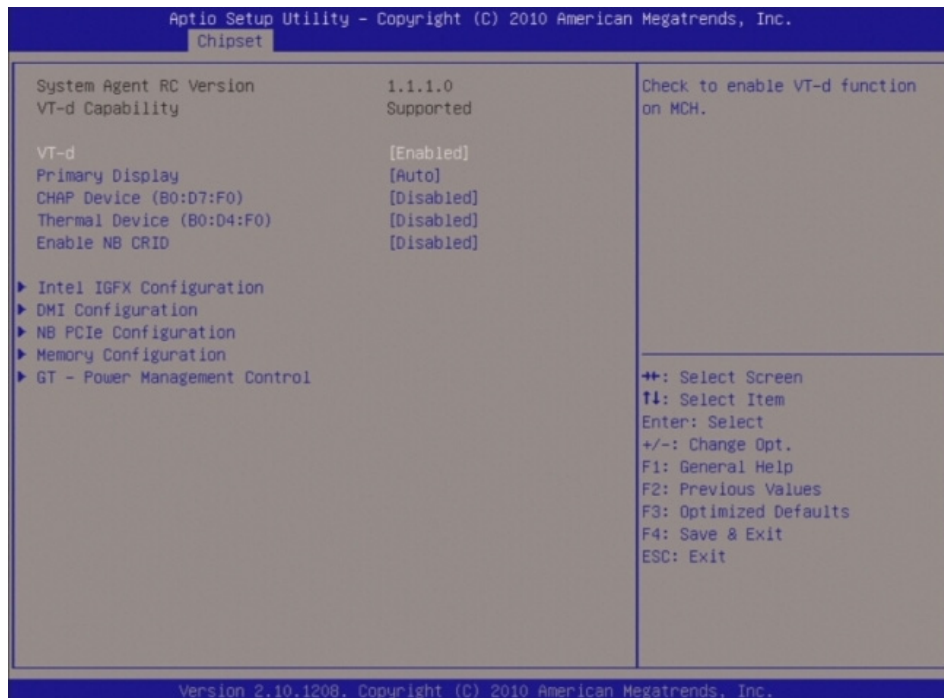 Aptio Setup Utility – Copyright (C) 2010 American Megatrends, Inc.
Chipset
System Agent RC Version 1.1.1.0
VT-d Capability Supported
VT-d [Enabled]
Primary Display [Auto]
CHAP Device (B0:D7:F0) [Disabled]
Thermal Device (B0:D4:F0) [Disabled]
Enable NB CRID [Disabled]
Intel IGFX Configuration
DMI Configuration
NB PCIe Configuration
Memory Configuration
GT – Power Management Control
Check to enable VT-d function
on MCH.
→←: Select Screen
↑↓: Select Item
Enter: Select
+/-: Change Opt.
F1: General Help
F2: Previous Values
F3: Optimized Defaults
F4: Save & Exit
ESC: Exit
Version 2.10.1208. Copyright (C) 2010 American Megatrends, Inc.